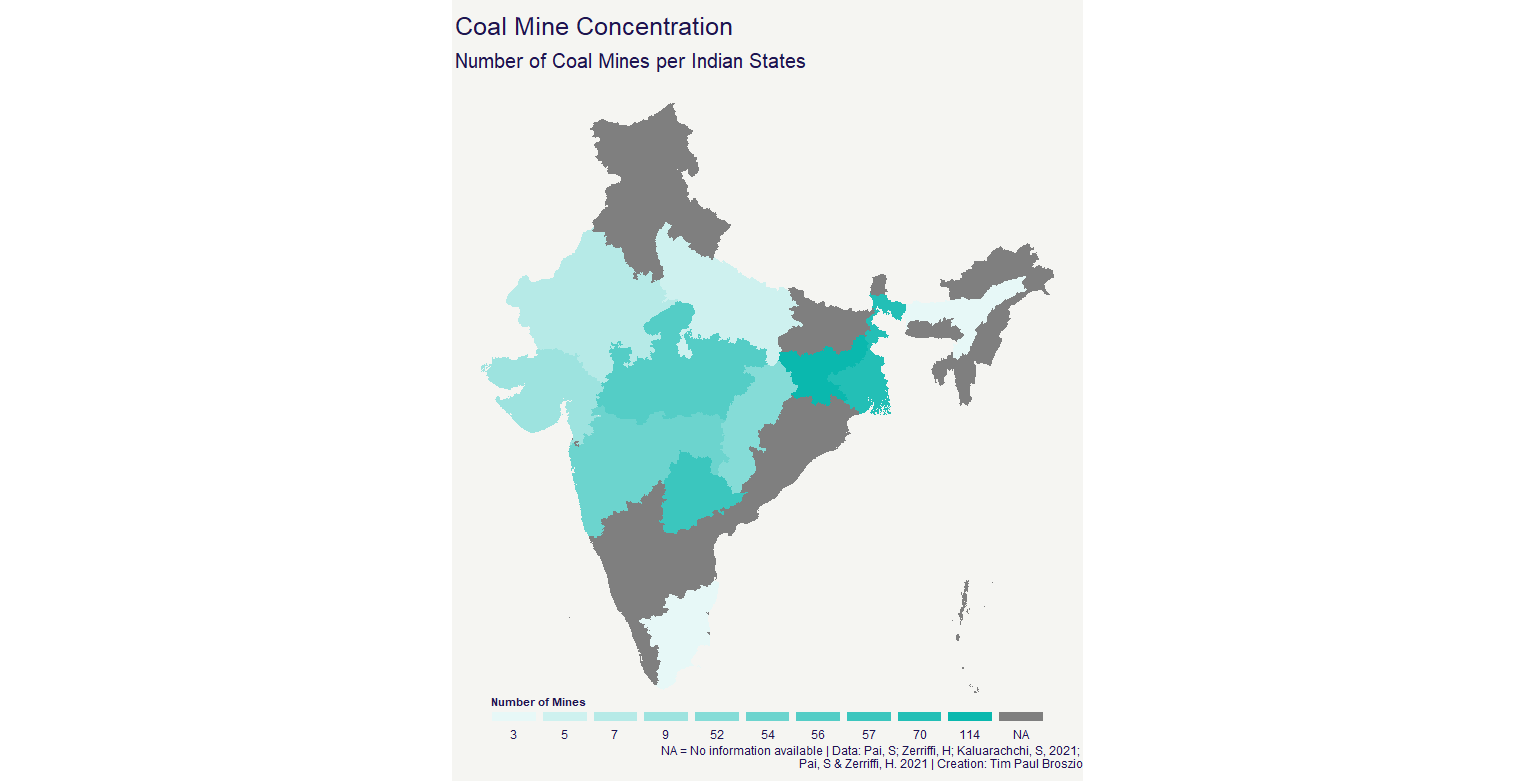 Coal Mine Concentration
Number of Coal Mines per Indian States
Number of Mines
3 5 7 9 52 54 56 57 70 114 NA
NA = No information available | Data: Pai, S; Zerriffi, H; Kaluarachchi, S, 2021;
Pai, S & Zerriffi, H. 2021 | Creation: Tim Paul Broszio